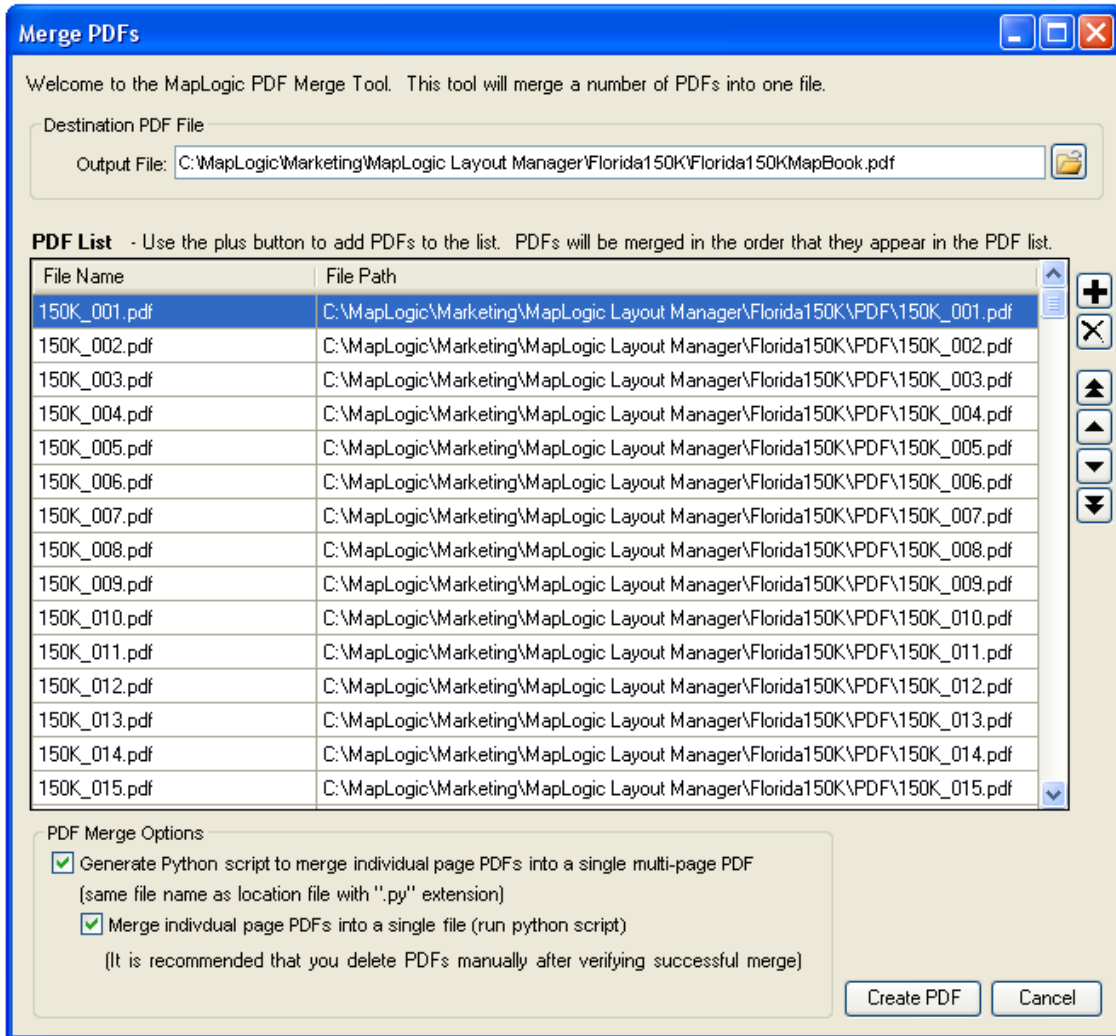 Merge PDFs
Welcome to the MapLogic PDF Merge Tool.  This tool will merge a number of PDFs into one file.
Destination PDF File
Output File: C:\MapLogic\Marketing\MapLogic Layout Manager\Florida150K\Florida150KMapBook.pdf
PDF List - Use the plus button to add PDFs to the list.  PDFs will be merged in the order that they appear in the PDF list.
File Name File Path
150K_001.pdf C:\MapLogic\Marketing\MapLogic Layout Manager\Florida150K\PDF\150K_001.pdf
150K_002.pdf C:\MapLogic\Marketing\MapLogic Layout Manager\Florida150K\PDF\150K_002.pdf
150K_003.pdf C:\MapLogic\Marketing\MapLogic Layout Manager\Florida150K\PDF\150K_003.pdf
150K_004.pdf C:\MapLogic\Marketing\MapLogic Layout Manager\Florida150K\PDF\150K_004.pdf
150K_005.pdf C:\MapLogic\Marketing\MapLogic Layout Manager\Florida150K\PDF\150K_005.pdf
150K_006.pdf C:\MapLogic\Marketing\MapLogic Layout Manager\Florida150K\PDF\150K_006.pdf
150K_007.pdf C:\MapLogic\Marketing\MapLogic Layout Manager\Florida150K\PDF\150K_007.pdf
150K_008.pdf C:\MapLogic\Marketing\MapLogic Layout Manager\Florida150K\PDF\150K_008.pdf
150K_009.pdf C:\MapLogic\Marketing\MapLogic Layout Manager\Florida150K\PDF\150K_009.pdf
150K_010.pdf C:\MapLogic\Marketing\MapLogic Layout Manager\Florida150K\PDF\150K_010.pdf
150K_011.pdf C:\MapLogic\Marketing\MapLogic Layout Manager\Florida150K\PDF\150K_011.pdf
150K_012.pdf C:\MapLogic\Marketing\MapLogic Layout Manager\Florida150K\PDF\150K_012.pdf
150K_013.pdf C:\MapLogic\Marketing\MapLogic Layout Manager\Florida150K\PDF\150K_013.pdf
150K_014.pdf C:\MapLogic\Marketing\MapLogic Layout Manager\Florida150K\PDF\150K_014.pdf
150K_015.pdf C:\MapLogic\Marketing\MapLogic Layout Manager\Florida150K\PDF\150K_015.pdf
PDF Merge Options
Generate Python script to merge individual page PDFs into a single multi-page PDF
(same file name as location file with ".py" extension)
Merge indivdual page PDFs into a single file (run python script)
(It is recommended that you delete PDFs manually after verifying successful merge)
Create PDF Cancel